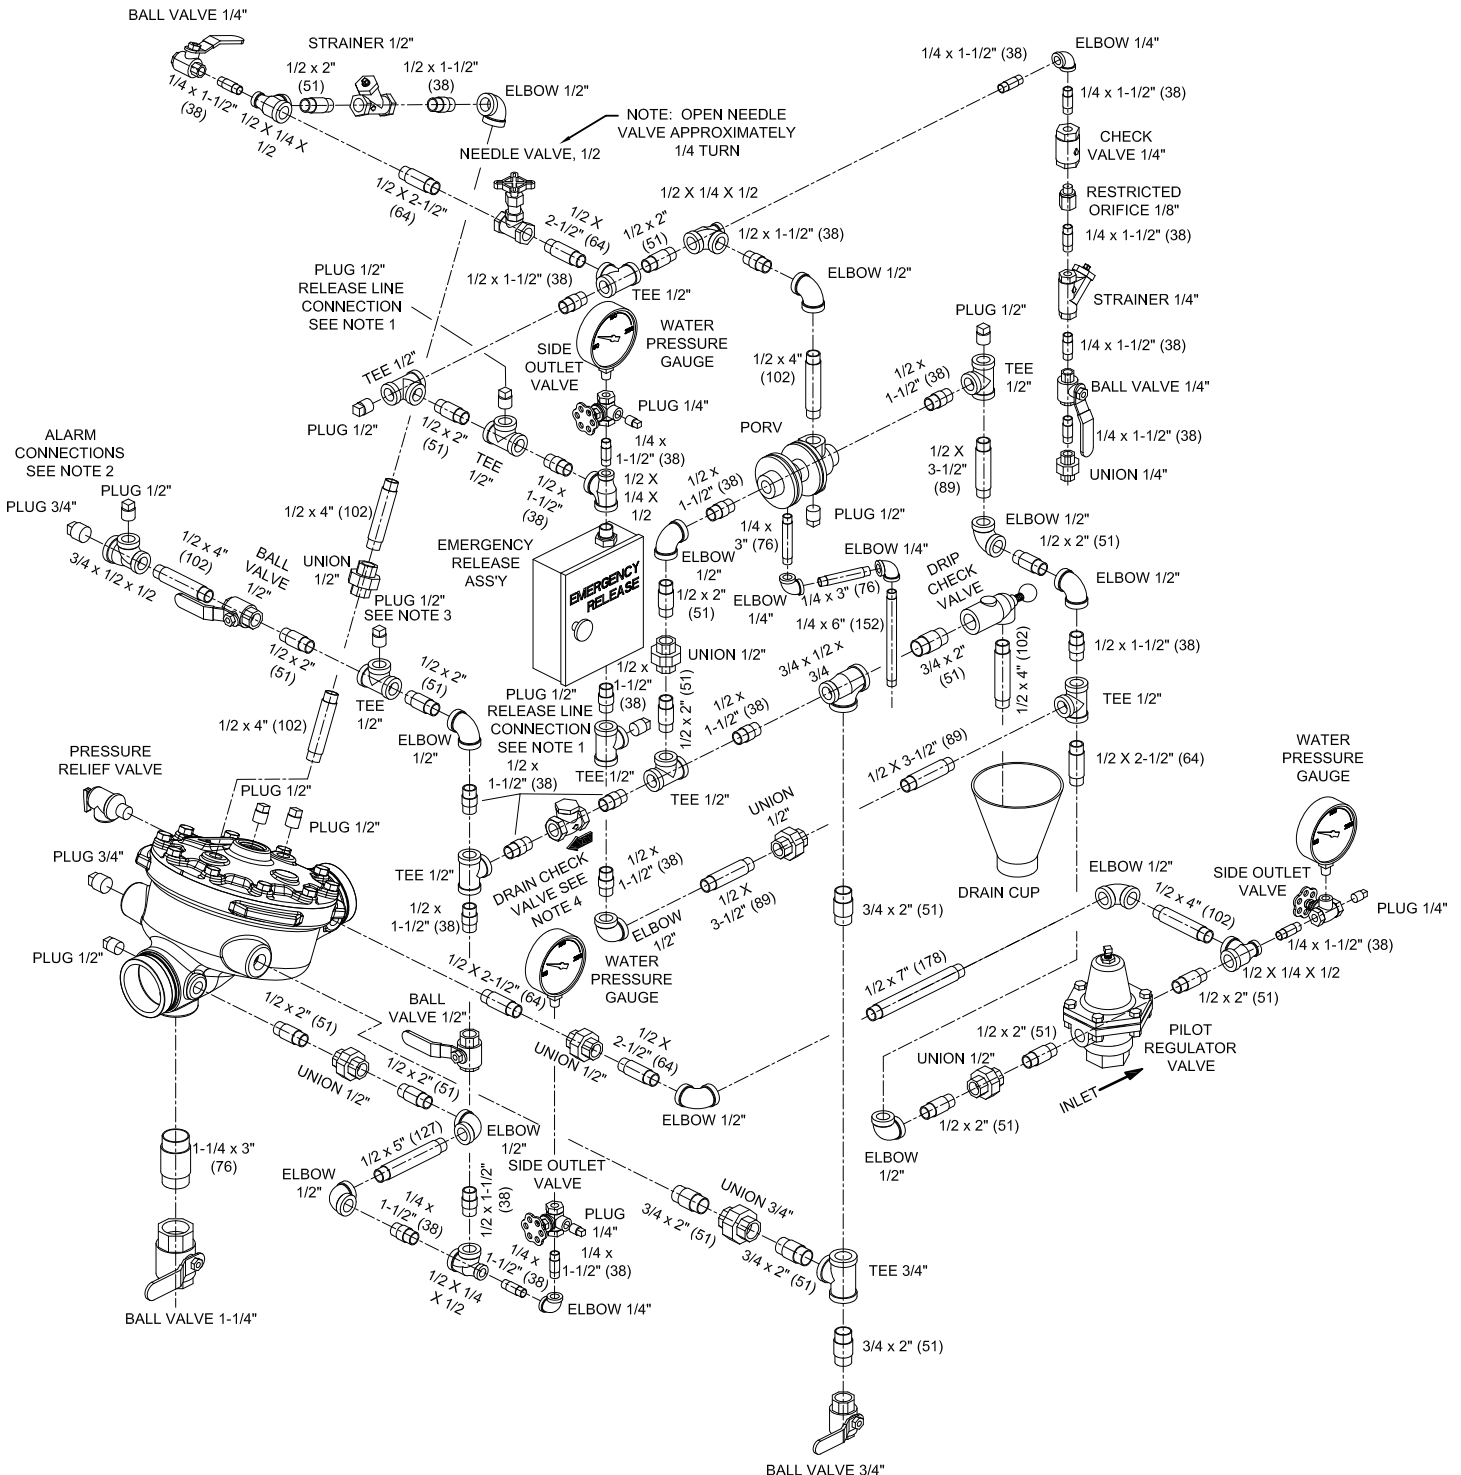 BALL VALVE 1/4"
STRAINER 1/2"
1/4 x 1-1/2" (38)
ELBOW 1/4"
1/2 x 2"
(51)
1/2 x 1-1/2"
(38)
ELBOW 1/2"
1/4 x 1-1/2"
(38)
1/2 X 1/4 X
1/2
1/4 x 1-1/2" (38)
NOTE: OPEN NEEDLE
VALVE APPROXIMATELY
1/4 TURN
CHECK
VALVE 1/4"
NEEDLE VALVE, 1/2
1/2 X 2-1/2"
(64)
1/2 X
2-1/2" (64)
1/2 x 2"
(51)
1/2 X 1/4 X 1/2
RESTRICTED
ORIFICE 1/8"
1/2 x 1-1/2" (38)
1/4 x 1-1/2" (38)
PLUG 1/2"
RELEASE LINE
CONNECTION
SEE NOTE 1
1/2 x 1-1/2" (38)
TEE 1/2"
ELBOW 1/2"
STRAINER 1/4"
PLUG 1/2"
SIDE
OUTLET
VALVE
WATER
PRESSURE
GAUGE
1/4 x 1-1/2" (38)
TEE 1/2"
1/2 x 4"
(102)
1/2 x
1-1/2" (38)
TEE
1/2"
BALL VALVE 1/4"
PLUG 1/2"
1/2 x 2"
(51)
TEE
1/2"
PLUG 1/4"
1/4 x
1-1/2" (38)
PORV
1/4 x 1-1/2" (38)
ALARM
CONNECTIONS
SEE NOTE 2
1/2 X
3-1/2"
(89)
UNION 1/4"
PLUG 3/4"
PLUG 1/2"
1/2 x
1-1/2"
(38)
1/2 X
1/4 X
1/2
1/2 x
1-1/2" (38)
PLUG 1/2"
1/2 x 4" (102)
3/4 x 1/2 x 1/2
1/2 x 4"
(102)
BALL
VALVE
1/2"
UNION
1/2"
EMERGENCY
RELEASE
ASS'Y
EMERGENCY
RELEASE
ELBOW
1/2"
1/4 x
3" (76)
ELBOW 1/4"
ELBOW 1/2"
1/2 x 2" (51)
DRIP
CHECK
VALVE
ELBOW 1/2"
PLUG 1/2"
SEE NOTE 3
1/2 x 2"
(51)
ELBOW
1/4"
1/4 x 3" (76)
1/4 x 6" (152)
1/2 x 2"
(51)
1/2 x 2"
(51)
UNION 1/2"
3/4 x 1/2 x
3/4
3/4 x 2"
(51)
1/2 x 4" (102)
1/2 x 1-1/2" (38)
TEE
1/2"
1/2 x
1-1/2"
(38)
1/2 x 2" (51)
1/2 x
1-1/2" (38)
TEE 1/2"
1/2 x 4" (102)
ELBOW
1/2"
PLUG 1/2"
RELEASE LINE
CONNECTION
SEE NOTE 1
PRESSURE
RELIEF VALVE
1/2 x
1-1/2" (38)
TEE 1/2"
TEE 1/2"
1/2 X 3-1/2" (89)
1/2 X 2-1/2" (64)
WATER
PRESSURE
GAUGE
PLUG 1/2"
PLUG 1/2"
UNION
1/2"
PLUG 3/4"
TEE 1/2"
DRAIN CHECK
VALVE SEE
NOTE 4
1/2 x
1-1/2" (38)
1/2 X
3-1/2" (89)
DRAIN CUP
ELBOW 1/2"
SIDE OUTLET
VALVE
PLUG 1/4"
1/2 x
1-1/2" (38)
ELBOW
1/2"
3/4 x 2" (51)
1/2 x 4" (102)
1/4 x 1-1/2" (38)
PLUG 1/2"
1/2 X 2-1/2" (64)
WATER
PRESSURE
GAUGE
1/2 x 7" (178)
1/2 X 1/4 X 1/2
1/2 x 2" (51)
1/2 x 2" (51)
BALL
VALVE 1/2"
1/2 X
2-1/2" (64)
1/2 x 2" (51)
PILOT
REGULATOR
VALVE
UNION 1/2"
UNION 1/2"
1/2 x 2" (51)
UNION 1/2"
INLET
ELBOW 1/2"
1/2 x 2" (51)
ELBOW
1/2"
1-1/4 x 3"
(76)
1/2 x 5" (127)
ELBOW
1/2"
ELBOW
1/2"
SIDE OUTLET
VALVE
1/4 x
1-1/2" (38)
1/2 x 1-1/2"
(38)
PLUG
1/4"
3/4 x 2" (51)
UNION 3/4"
1/4 x
1-1/2" (38)
1/4 x
1-1/2" (38)
3/4 x 2" (51)
TEE 3/4"
1/2 X 1/4
X 1/2
ELBOW 1/4"
BALL VALVE 1-1/4"
3/4 x 2" (51)
BALL VALVE 3/4"